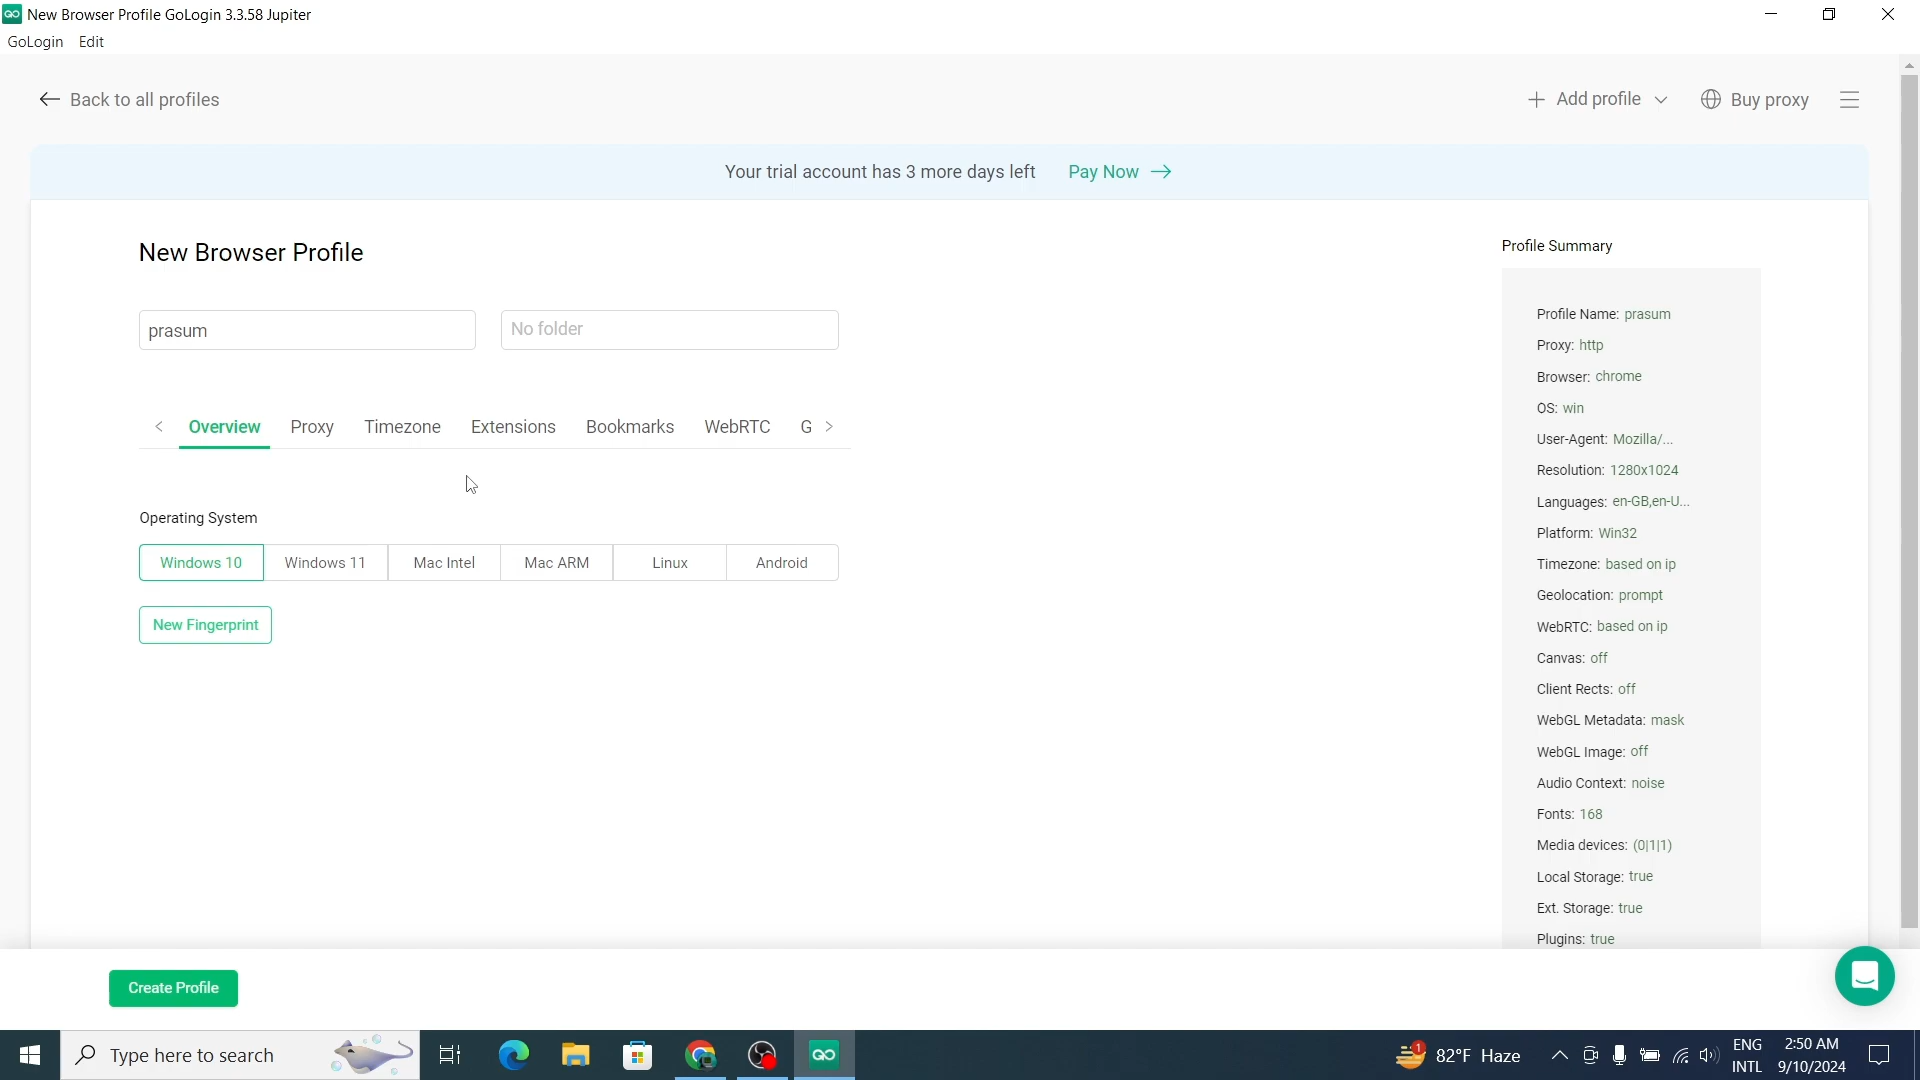 New Browser Profile GoLogin 3.3.58 Jupiter
GoLogin Edit
Back to all profiles
Add profile
Buy proxy
Your trial account has 3 more days left Pay Now
New Browser Profile
prasum
No folder
Overview Proxy Timezone Extensions Bookmarks WebRTC G
Operating System
Windows 10 Windows 11 Mac Intel Mac ARM Linux Android
New Fingerprint
Profile Summary
Profile Name: prasum
Proxy: http
Browser: chrome
OS: win
User-Agent: Mozilla/...
Resolution: 1280x1024
Languages: en-GB,en-U...
Platform: Win32
Timezone: based on ip
Geolocation: prompt
WebRTC: based on ip
Canvas: off
Client Rects: off
WebGL Metadata: mask
WebGL Image: off
Audio Context: noise
Fonts: 168
Media devices: (0|1|1)
Local Storage: true
Ext. Storage: true
Plugins: true
Create Profile
Type here to search
GO
1
82°F Haze
ENG
INTL
2:50 AM
9/10/2024